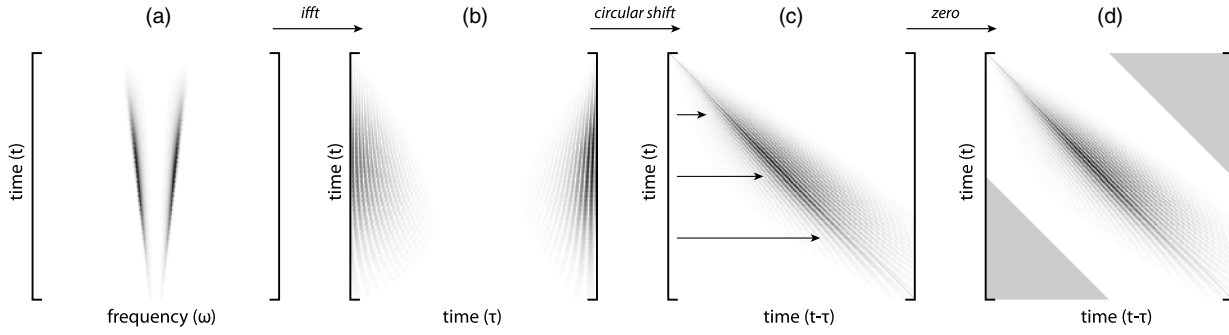 (a)
ifft
(b)
circular shift
(c)
zero
(d)
time (t)
time (t)
time (t)
time (t)
frequency (ω)
time (τ)
time (t-τ)
time (t-τ)